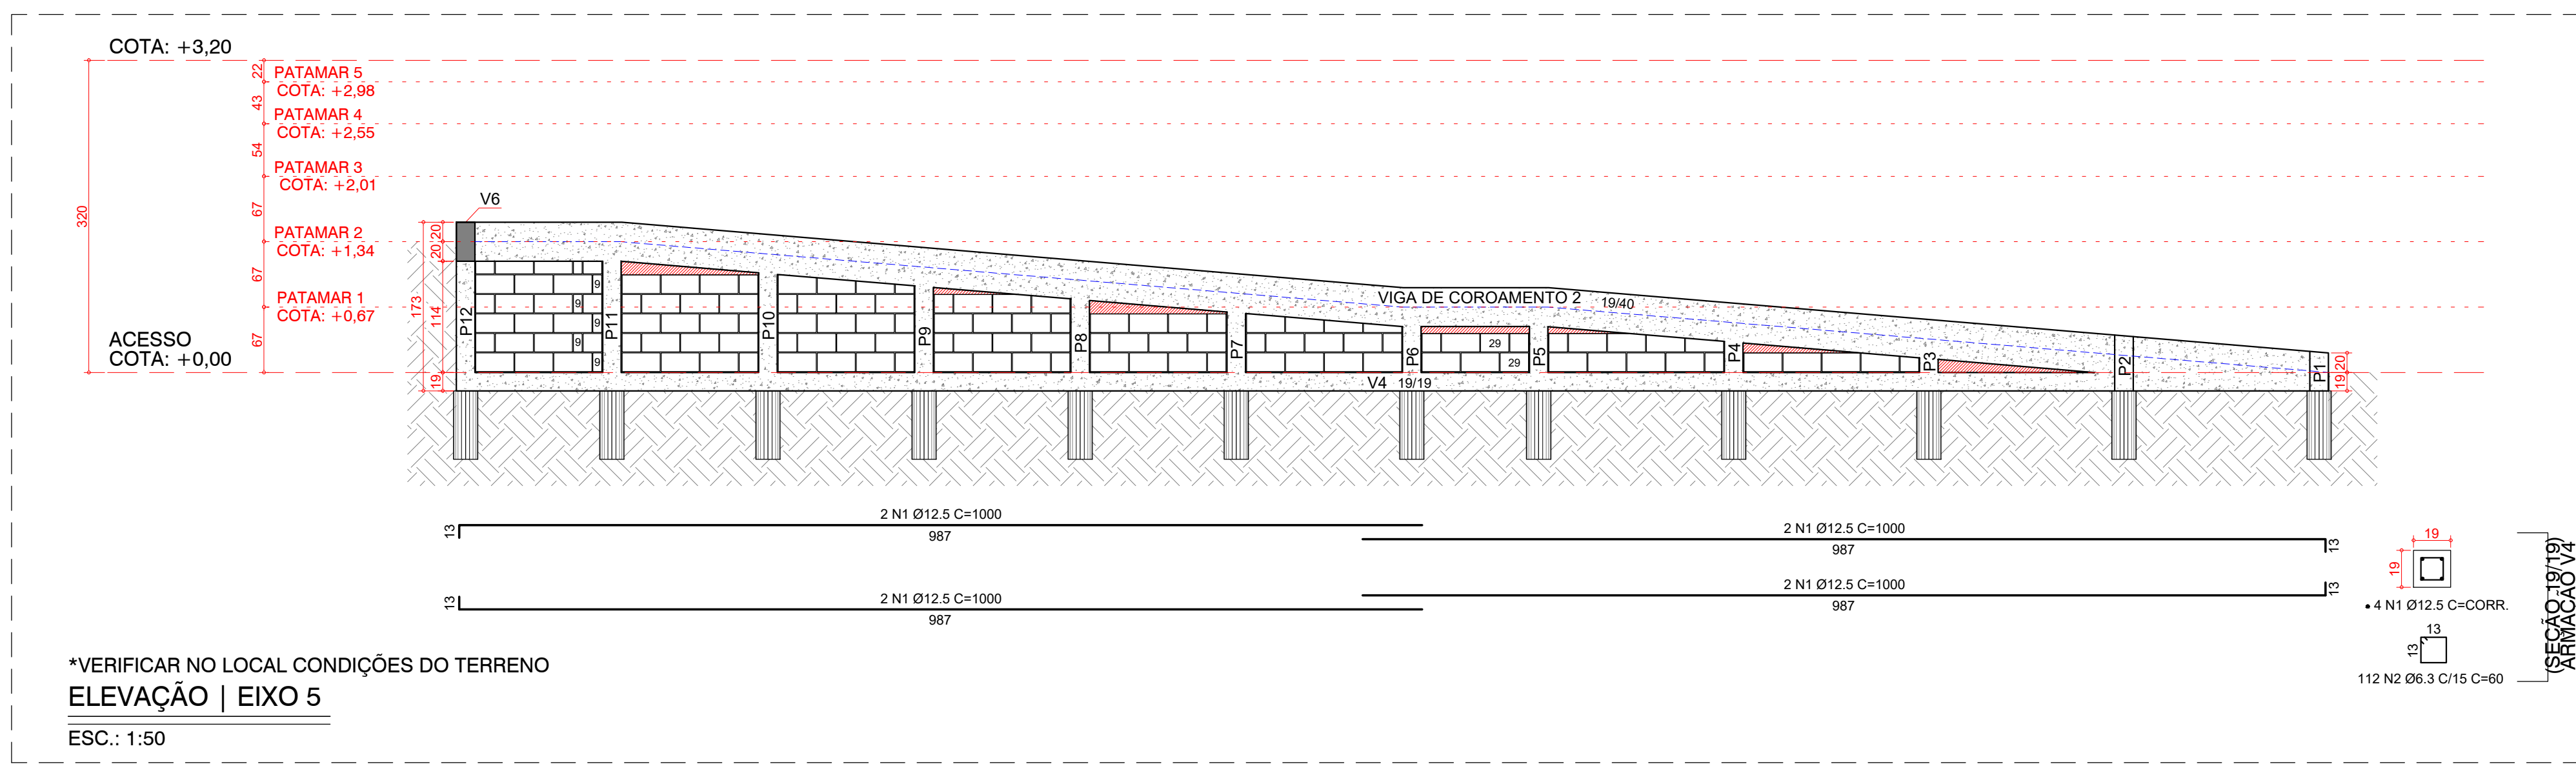 COTA: +3,20
22
PATAMAR 5
COTA: +2,98
43
PATAMAR 4
COTA: +2,55
54
PATAMAR 3
COTA: +2,01
320
67
V6
PATAMAR 2
COTA: +1,34
20
20
67
PATAMAR 1
COTA: +0,67
173
114
67
19
ACESSO
COTA: +0,00
P12
9
9
9
9
9
P11
P10
P9
P8
P7
P6
VIGA DE COROAMENTO 2
19/40
29
29
P5
P4
P3
P2
P1
20
19
V4
19/19
2 N1 Ø12.5 C=1000
13
987
2 N1 Ø12.5 C=1000
987
13
2 N1 Ø12.5 C=1000
13
987
2 N1 Ø12.5 C=1000
987
13
19
19
• 4 N1 Ø12.5 C=CORR.
13
13
112 N2 Ø6.3 C/15 C=60
ARMAÇÃO V4
(SEÇÃO 19/19)
*VERIFICAR NO LOCAL CONDIÇÕES DO TERRENO
ELEVAÇÃO | EIXO 5
ESC.: 1:50